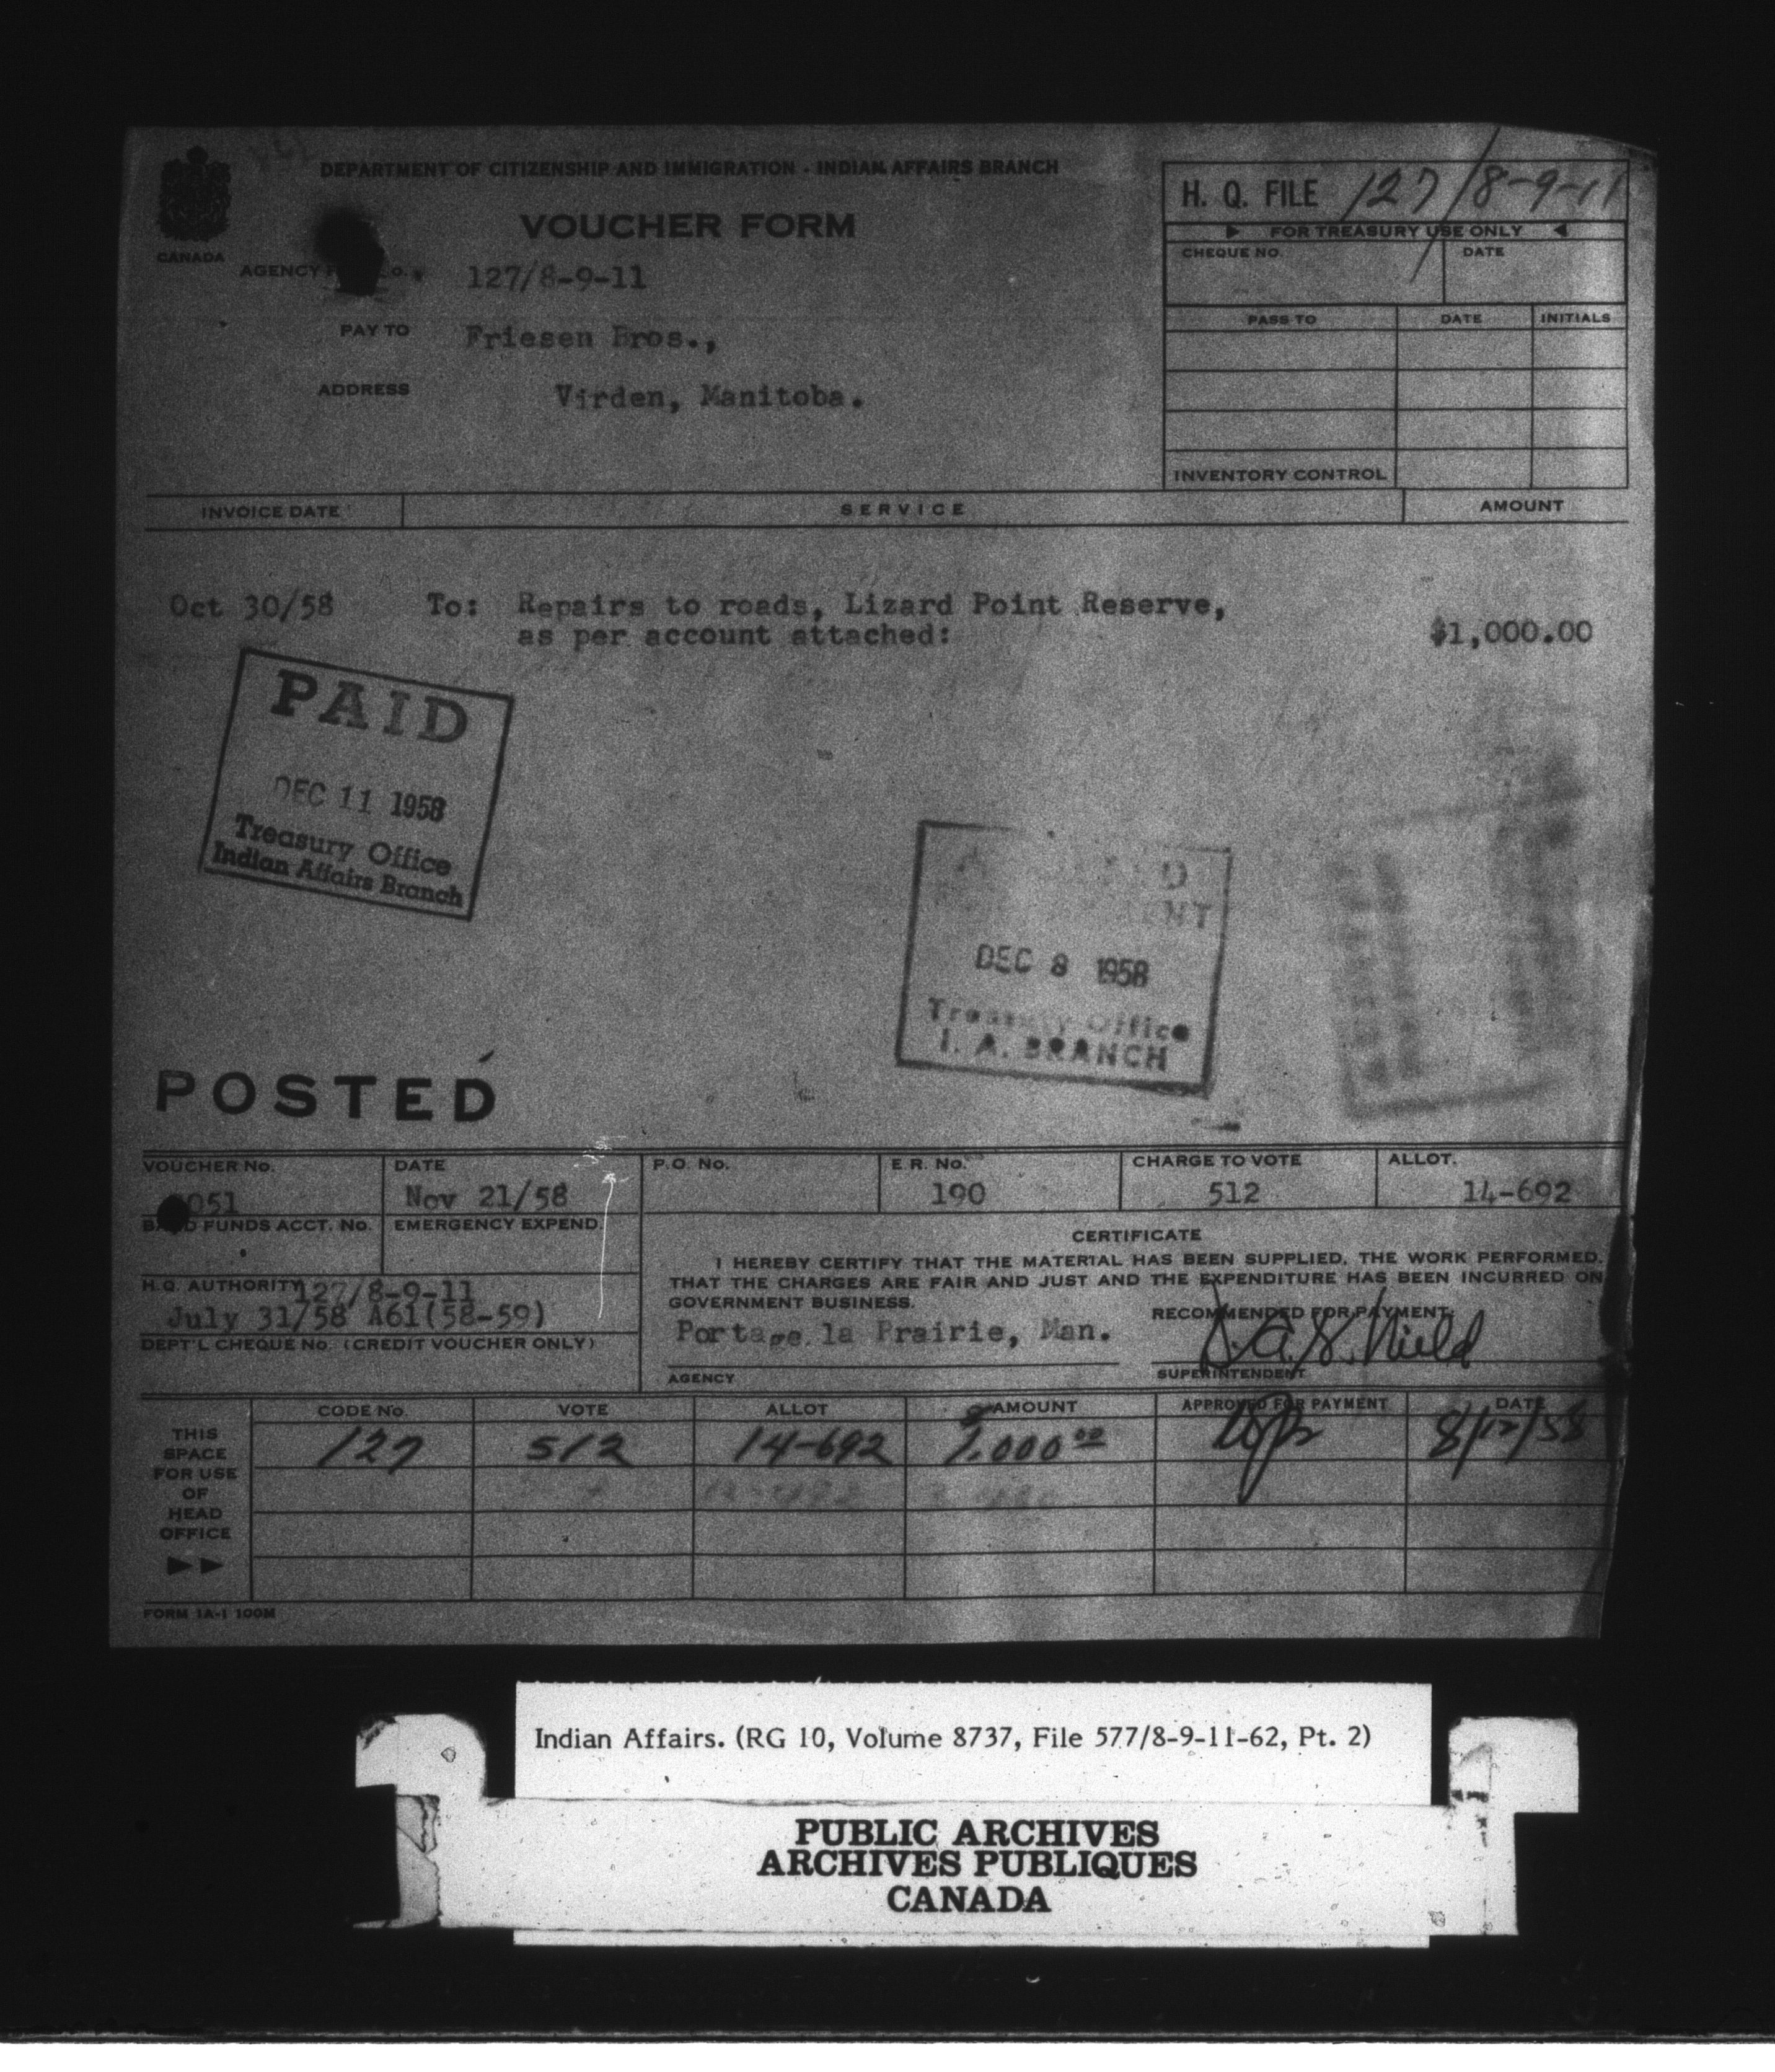 DEPARTMENT OF CITIZENSHIP AND IMMIGRATION - INDIAN AFFAIRS BRANCH
VOUCHER FORM
CANADA
H. Q. FILE 127/8-9-11
FOR TREASURY USE ONLY
CHEQUE NO. DATE
AGENCY 127/8-9-11
PASS TO DATE INITIALS
PAY TO Friesen Bros.,
ADDRESS Virden, Manitoba.
INVENTORY CONTROL
INVOICE DATE SERVICE AMOUNT
Oct 30/58 To: Repairs to roads, Lizard Point Reserve,
as per account attached: $1,000.00
PAID
DEC 11 1958
Treasury Office
Indian Affairs Branch
DEC 8 1958
Treasury Office
I. A. BRANCH
POSTED
VOUCHER No. DATE P.O. No. E.R. No. CHARGE TO VOTE ALLOT.
051 Nov 21/58 190 512 14-692
FUNDS ACCT. No. EMERGENCY EXPEND.
CERTIFICATE
I HEREBY CERTIFY THAT THE MATERIAL HAS BEEN SUPPLIED, THE WORK PERFORMED,
THAT THE CHARGES ARE FAIR AND JUST AND THE EXPENDITURE HAS BEEN INCURRED ON
GOVERNMENT BUSINESS.
H.Q. AUTHORITY 127/8-9-11
July 31/58 A61(58-59)
RECOMMENDED FOR PAYMENT:
Portage la Prairie, Man.
DEPT'L CHEQUE No. (CREDIT VOUCHER ONLY)
AGENCY SUPERINTENDENT
THIS SPACE FOR USE OF HEAD OFFICE
CODE No. VOTE ALLOT AMOUNT APPROVED FOR PAYMENT DATE
127 512 14-692 1,000.00 8/12/58
FORM 1A-1 100M
Indian Affairs. (RG 10, Volume 8737, File 577/8-9-11-62, Pt. 2)
PUBLIC ARCHIVES
ARCHIVES PUBLIQUES
CANADA